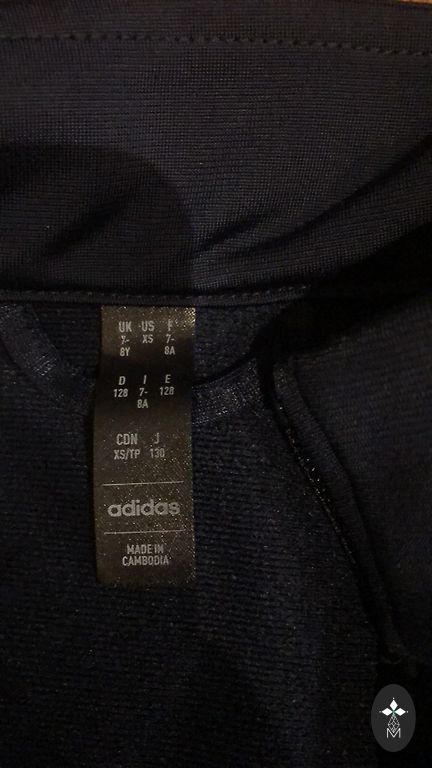 UK US F
7- XS 7-
8Y 8A
D I E
128 7- 128
8A
CDN J
XS/TP 130
adidas
MADE IN
CAMBODIA
M